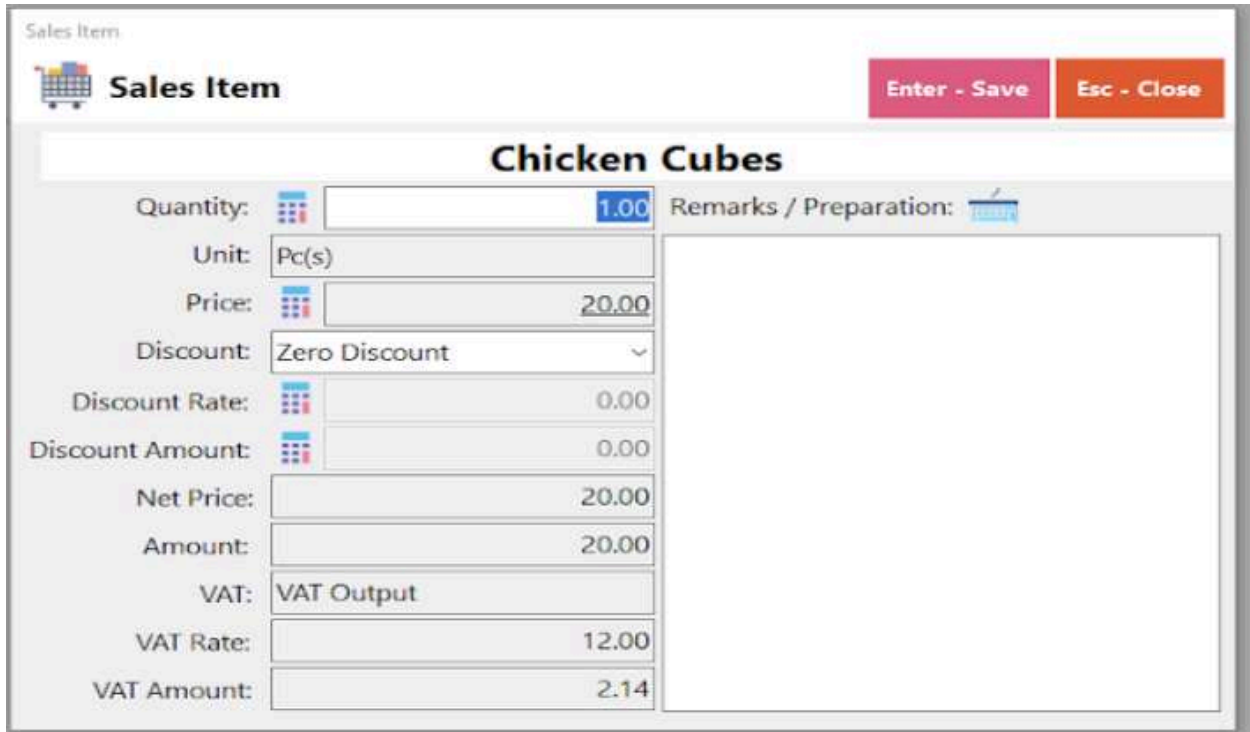 Sales Item
Sales Item
Enter - Save
Esc - Close
Chicken Cubes
Quantity: 1.00
Remarks / Preparation:
Unit: Pc(s)
Price: 20.00
Discount: Zero Discount
Discount Rate: 0.00
Discount Amount: 0.00
Net Price: 20.00
Amount: 20.00
VAT: VAT Output
VAT Rate: 12.00
VAT Amount: 2.14